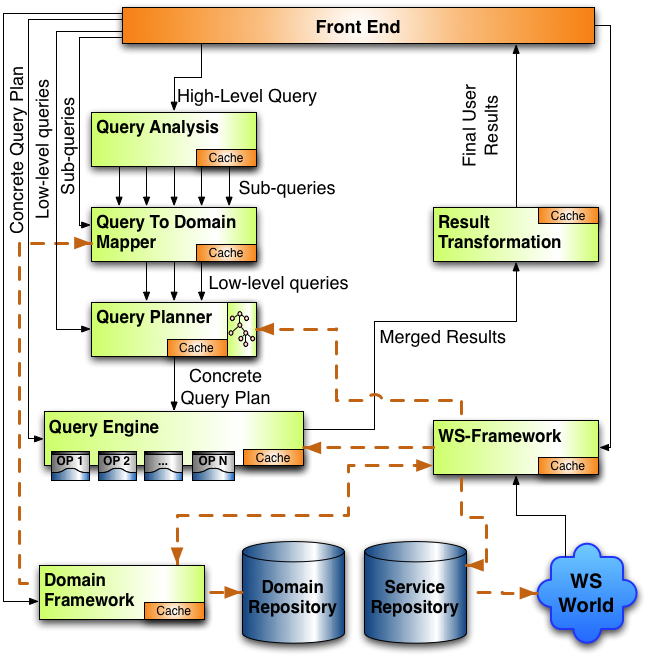 Front End
Concrete Query Plan
Low-level queries
Sub-queries
High-Level Query
Final User
Results
Query Analysis
Cache
Sub-queries
Query To Domain
Mapper
Cache
Result
Transformation
Cache
Low-level queries
Query Planner
Cache
Merged Results
Concrete
Query Plan
Query Engine
Cache
OP 1
OP 2
...
OP N
WS-Framework
Cache
Domain
Framework
Cache
Domain
Repository
Service
Repository
WS
World